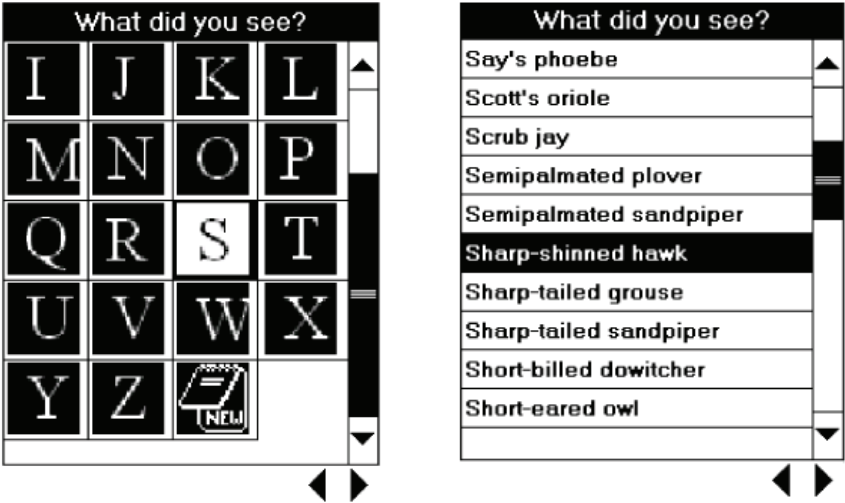 What did you see?
I J K L
M N O P
Q R S T
U V W X
Y Z NEW
What did you see?
Say's phoebe
Scott's oriole
Scrub jay
Semipalmated plover
Semipalmated sandpiper
Sharp-shinned hawk
Sharp-tailed grouse
Sharp-tailed sandpiper
Short-billed dowitcher
Short-eared owl